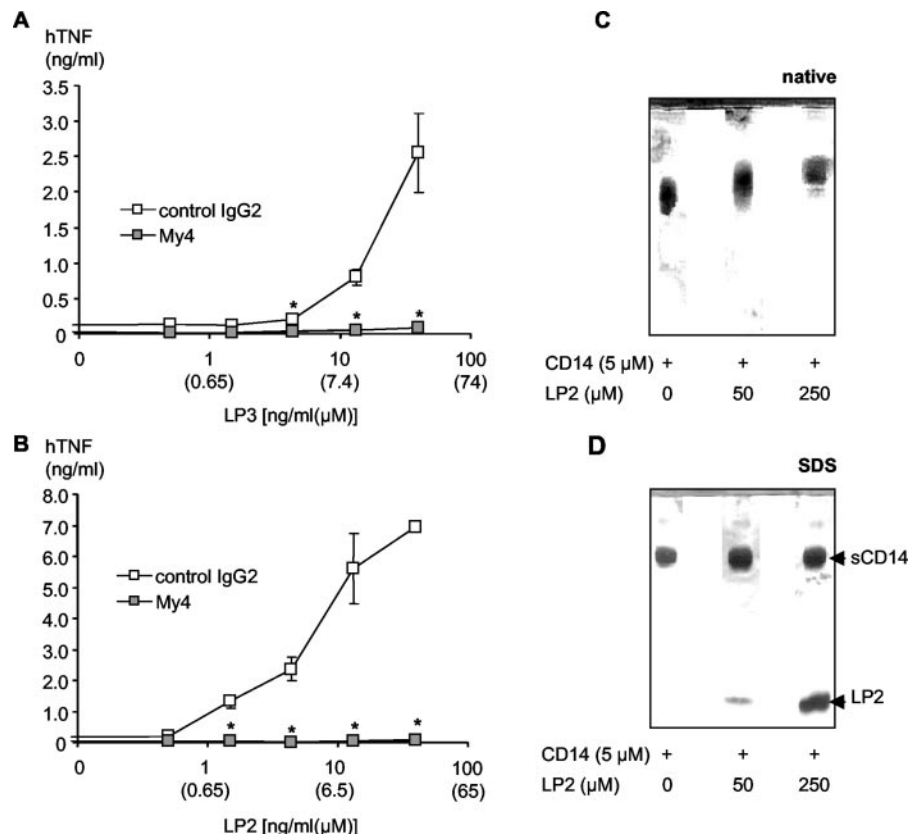 A
hTNF
(ng/ml)
3.5
3.0
2.5
2.0
1.5
1.0
0.5
0
control IgG2
My4
*
*
*
0 1 10 100
(0.65) (7.4) (74)
LP3 [ng/ml(µM)]
B
hTNF
(ng/ml)
8.0
7.0
6.0
5.0
4.0
3.0
2.0
1.0
0
control IgG2
My4
* * * *
0 1 10 100
(0.65) (6.5) (65)
LP2 [ng/ml(µM)]
C
native
CD14 (5 µM) + + +
LP2 (µM) 0 50 250
D
SDS
sCD14
LP2
CD14 (5 µM) + + +
LP2 (µM) 0 50 250